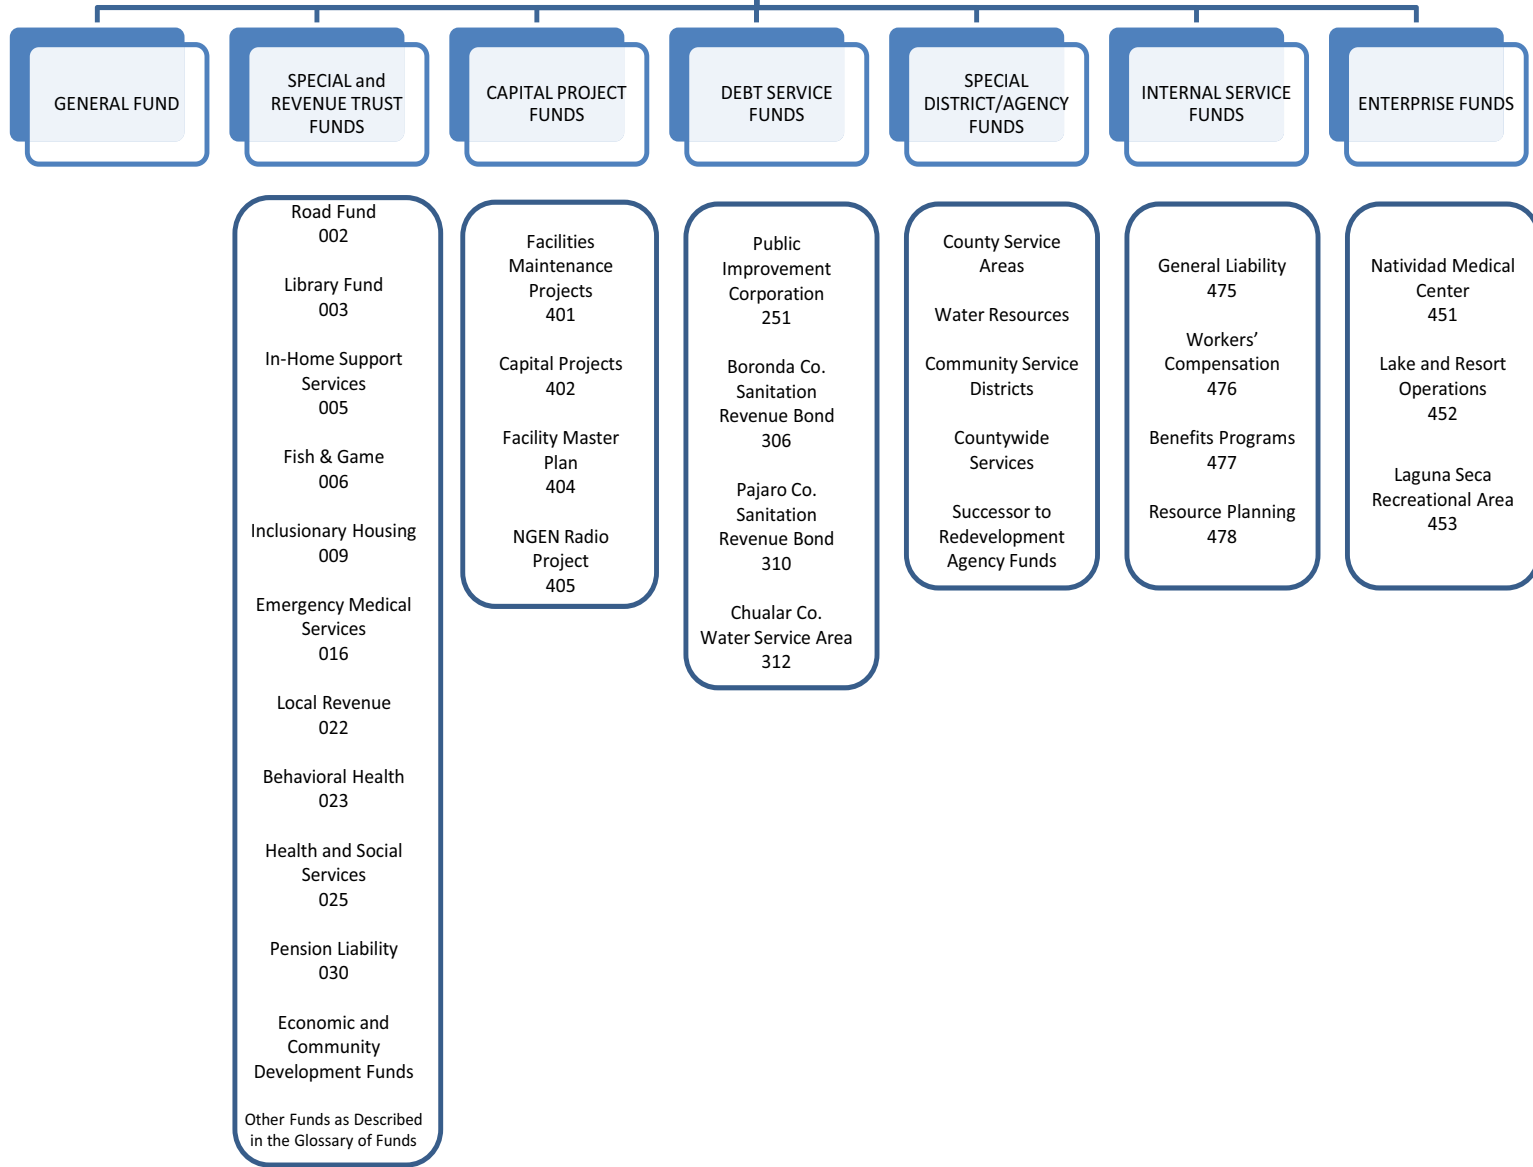 GENERAL FUND
SPECIAL and
REVENUE TRUST
FUNDS
CAPITAL PROJECT
FUNDS
DEBT SERVICE
FUNDS
SPECIAL
DISTRICT/AGENCY
FUNDS
INTERNAL SERVICE
FUNDS
ENTERPRISE FUNDS
Road Fund
002
Library Fund
003
In-Home Support
Services
005
Fish & Game
006
Inclusionary Housing
009
Emergency Medical
Services
016
Local Revenue
022
Behavioral Health
023
Health and Social
Services
025
Pension Liability
030
Economic and
Community
Development Funds
Other Funds as Described
in the Glossary of Funds
Facilities
Maintenance
Projects
401
Capital Projects
402
Facility Master
Plan
404
NGEN Radio
Project
405
Public
Improvement
Corporation
251
Boronda Co.
Sanitation
Revenue Bond
306
Pajaro Co.
Sanitation
Revenue Bond
310
Chualar Co.
Water Service Area
312
County Service
Areas
Water Resources
Community Service
Districts
Countywide
Services
Successor to
Redevelopment
Agency Funds
General Liability
475
Workers’
Compensation
476
Benefits Programs
477
Resource Planning
478
Natividad Medical
Center
451
Lake and Resort
Operations
452
Laguna Seca
Recreational Area
453